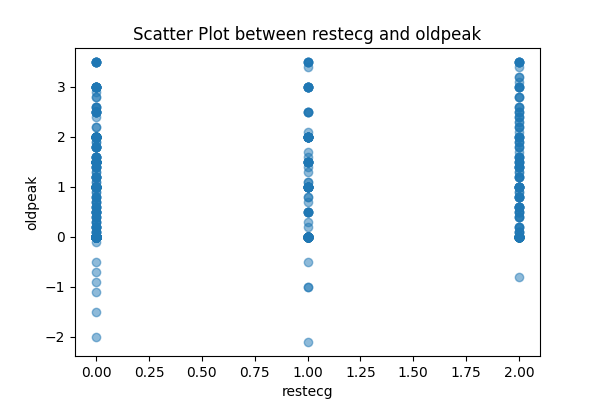 Scatter Plot between restecg and oldpeak
3
2
1
0
−1
−2
oldpeak
0.00 0.25 0.50 0.75 1.00 1.25 1.50 1.75 2.00
restecg